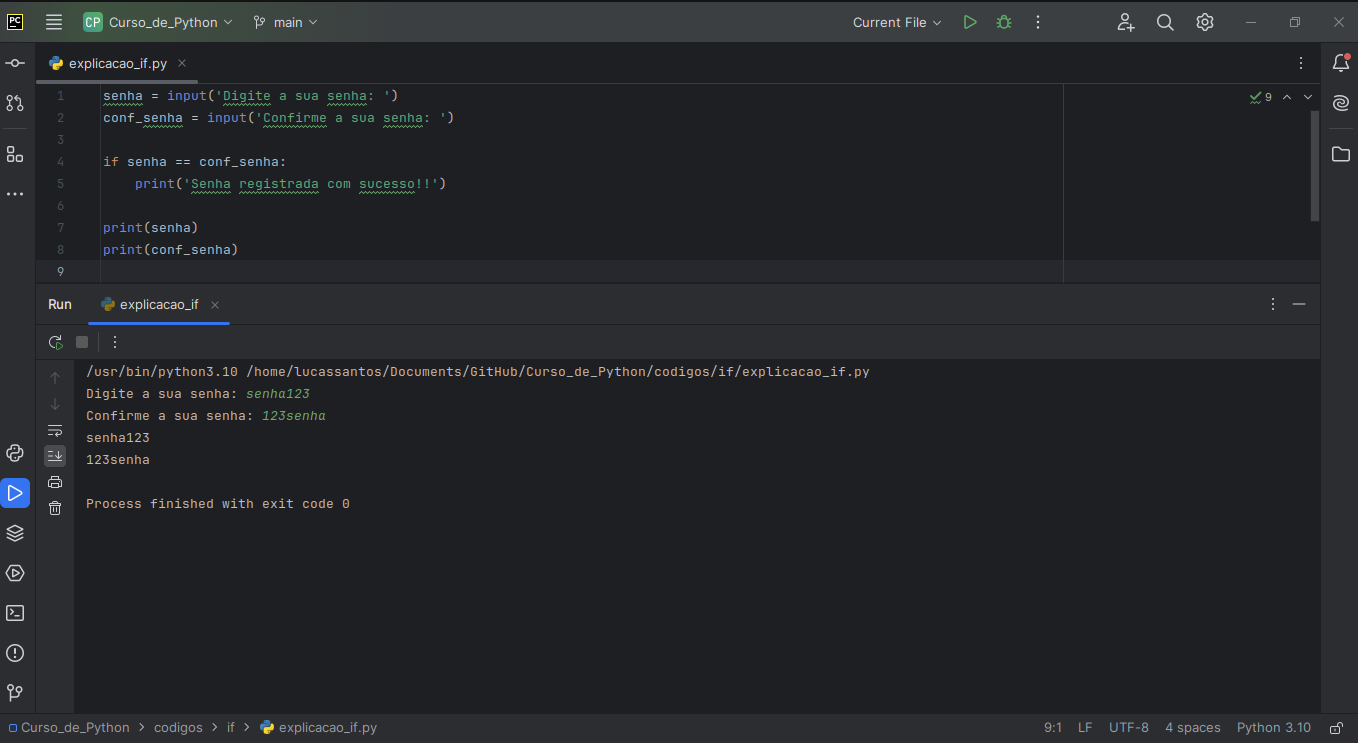 PC CP Curso_de_Python main Current File
explicacao_if.py
1 senha = input('Digite a sua senha: ')
9
2 conf_senha = input('Confirme a sua senha: ')
3
4 if senha == conf_senha:
5 print('Senha registrada com sucesso!!')
6
7 print(senha)
8 print(conf_senha)
9
Run explicacao_if
/usr/bin/python3.10 /home/lucassantos/Documents/GitHub/Curso_de_Python/codigos/if/explicacao_if.py
Digite a sua senha: senha123
Confirme a sua senha: 123senha
senha123
123senha
Process finished with exit code 0
Curso_de_Python > codigos > if > explicacao_if.py 9:1 LF UTF-8 4 spaces Python 3.10